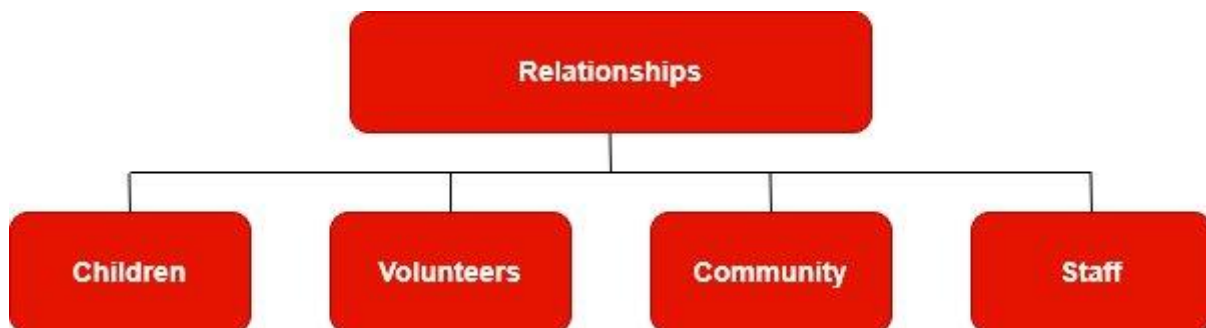 Relationships
Children
Volunteers
Community
Staff